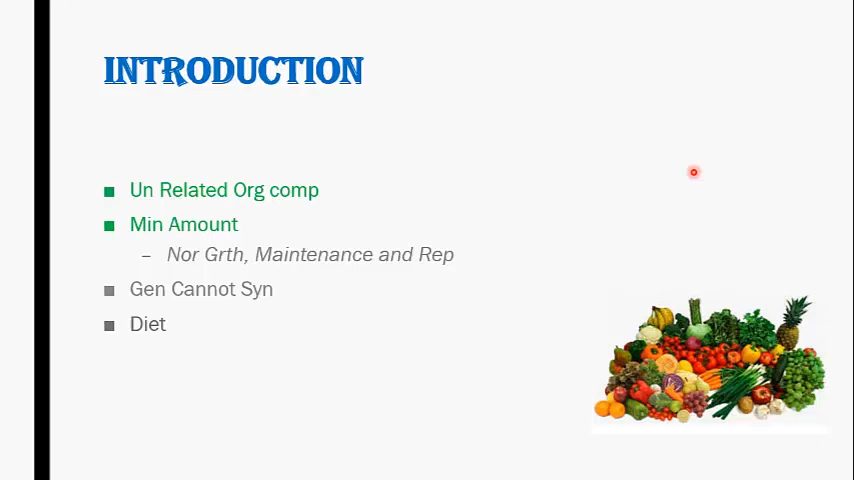 INTRODUCTION
Un Related Org comp
Min Amount
– Nor Grth, Maintenance and Rep
Gen Cannot Syn
Diet